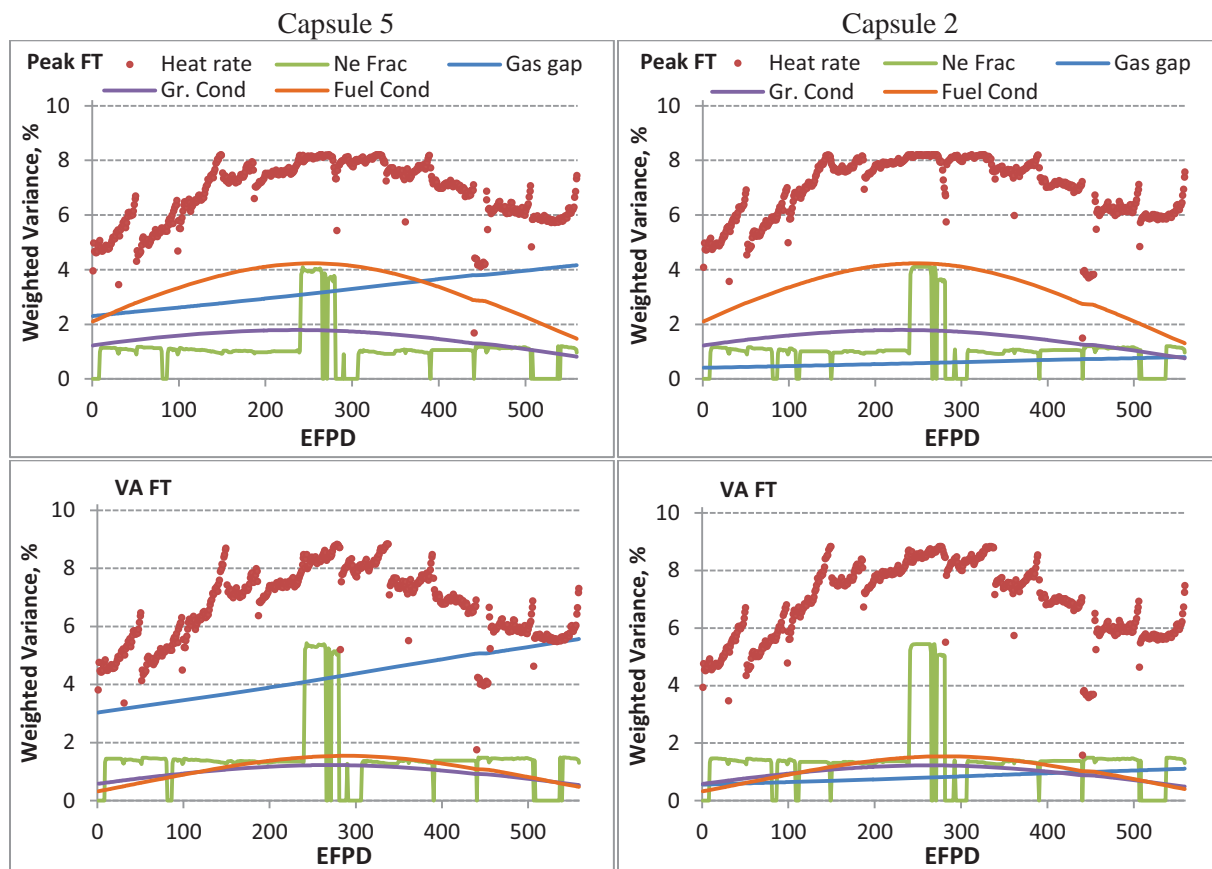 Capsule 5
Capsule 2
Peak FT Heat rate Ne Frac Gas gap
Gr. Cond Fuel Cond
Weighted Variance, %
10
8
6
4
2
0
0 100 200 300 400 500
EFPD
Peak FT Heat rate Ne Frac Gas gap
Gr. Cond Fuel Cond
Weighted Variance, %
10
8
6
4
2
0
0 100 200 300 400 500
EFPD
VA FT
Weighted Variance, %
10
8
6
4
2
0
0 100 200 300 400 500
EFPD
VA FT
Weighted Variance, %
10
8
6
4
2
0
0 100 200 300 400 500
EFPD